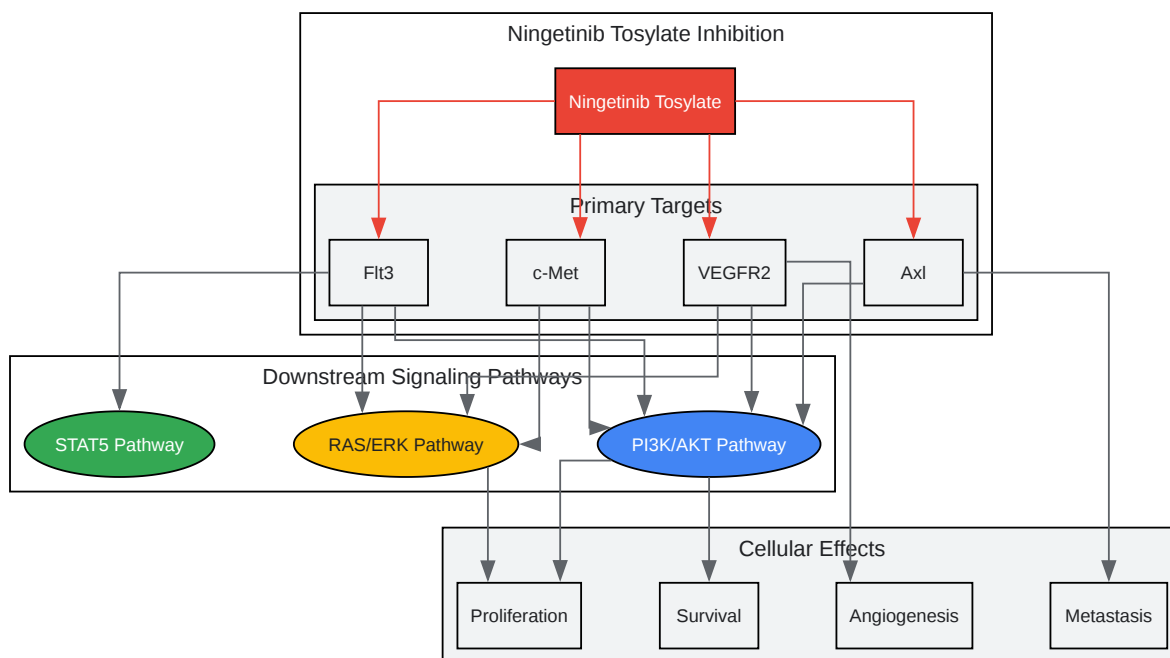 Ningetinib Tosylate Inhibition
Ningetinib Tosylate
Primary Targets
Flt3
c-Met
VEGFR2
Axl
Downstream Signaling Pathways
STAT5 Pathway
RAS/ERK Pathway
PI3K/AKT Pathway
Cellular Effects
Proliferation
Survival
Angiogenesis
Metastasis